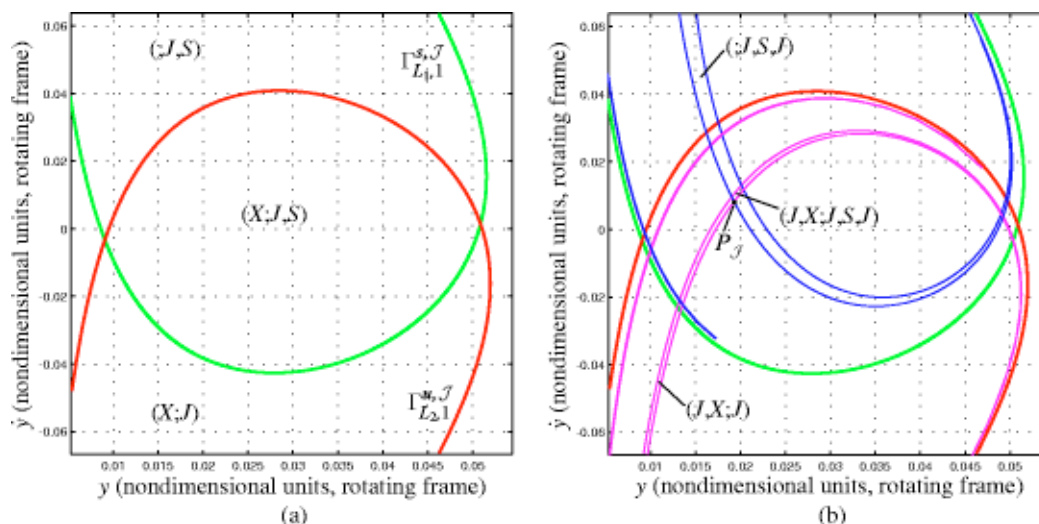 0.06
0.04
0.02
0
-0.02
-0.04
-0.06
0.01 0.015 0.02 0.025 0.03 0.035 0.04 0.045 0.05
ẏ (nondimensional units, rotating frame)
y (nondimensional units, rotating frame)
(;J,S)
Γ^{s,𝒥}_{L₁,1}
(X;J,S)
(X;J)
Γ^{u,𝒥}_{L₂,1}
(a)
0.06
0.04
0.02
0
-0.02
-0.04
-0.06
0.01 0.015 0.02 0.025 0.03 0.035 0.04 0.045 0.05
ẏ (nondimensional units, rotating frame)
y (nondimensional units, rotating frame)
(;J,S,J)
(J,X;J,S,J)
P_𝒥
(J,X;J)
(b)